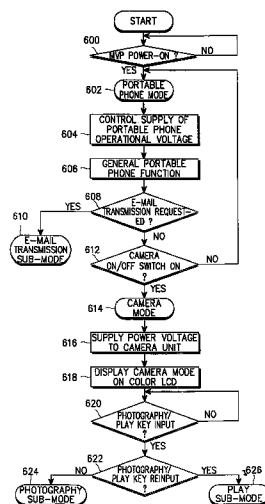 START
600
MVP POWER-ON ?
NO
YES
602
PORTABLE
PHONE MODE
604
CONTROL SUPPLY OF
PORTABLE PHONE
OPERATIONAL VOLTAGE
606
GENERAL PORTABLE
PHONE FUNCTION
608
E-MAIL
TRANSMISSION REQUEST-
ED ?
YES
610
E-MAIL
TRANSMISSION
SUB-MODE
NO
612
CAMERA
ON/OFF SWITCH ON
?
NO
YES
614
CAMERA
MODE
616
SUPPLY POWER VOLTAGE
TO CAMERA UNIT
618
DISPLAY CAMERA MODE
ON COLOR LCD
620
PHOTOGRAPHY/
PLAY KEY INPUT
?
NO
YES
622
PHOTOGRAPHY/
PLAY KEY REINPUT
?
NO
YES
624
PHOTOGRAPHY
SUB-MODE
626
PLAY
SUB-MODE